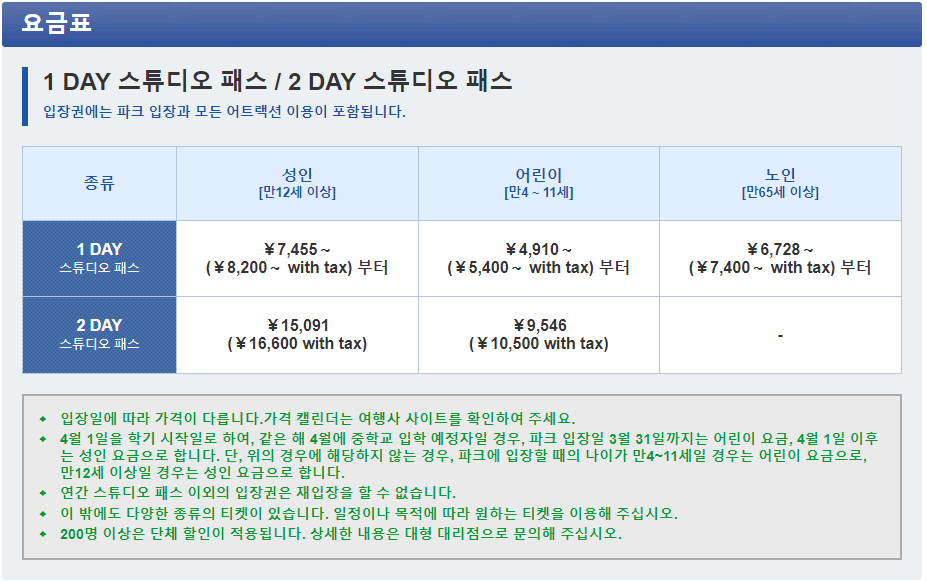 요금표
1 DAY 스튜디오 패스 / 2 DAY 스튜디오 패스
입장권에는 파크 입장과 모든 어트랙션 이용이 포함됩니다.
종류 성인 어린이 노인
[만12세 이상] [만4 ~ 11세] [만65세 이상]
1 DAY ¥7,455~ ¥4,910~ ¥6,728~
스튜디오 패스 (¥8,200~ with tax) 부터 (¥5,400~ with tax) 부터 (¥7,400~ with tax) 부터
2 DAY ¥15,091 ¥9,546 -
스튜디오 패스 (¥16,600 with tax) (¥10,500 with tax)
◆ 입장일에 따라 가격이 다릅니다.가격 캘린더는 여행사 사이트를 확인하여 주세요.
◆ 4월 1일을 학기 시작일로 하여, 같은 해 4월에 중학교 입학 예정자일 경우, 파크 입장일 3월 31일까지는 어린이 요금, 4월 1일 이후
는 성인 요금으로 합니다. 단, 위의 경우에 해당하지 않는 경우, 파크에 입장할 때의 나이가 만4~11세일 경우는 어린이 요금으로,
만12세 이상일 경우는 성인 요금으로 합니다.
◆ 연간 스튜디오 패스 이외의 입장권은 재입장을 할 수 없습니다.
◆ 이 밖에도 다양한 종류의 티켓이 있습니다. 일정이나 목적에 따라 원하는 티켓을 이용해 주십시오.
◆ 200명 이상은 단체 할인이 적용됩니다. 상세한 내용은 대형 대리점으로 문의해 주십시오.